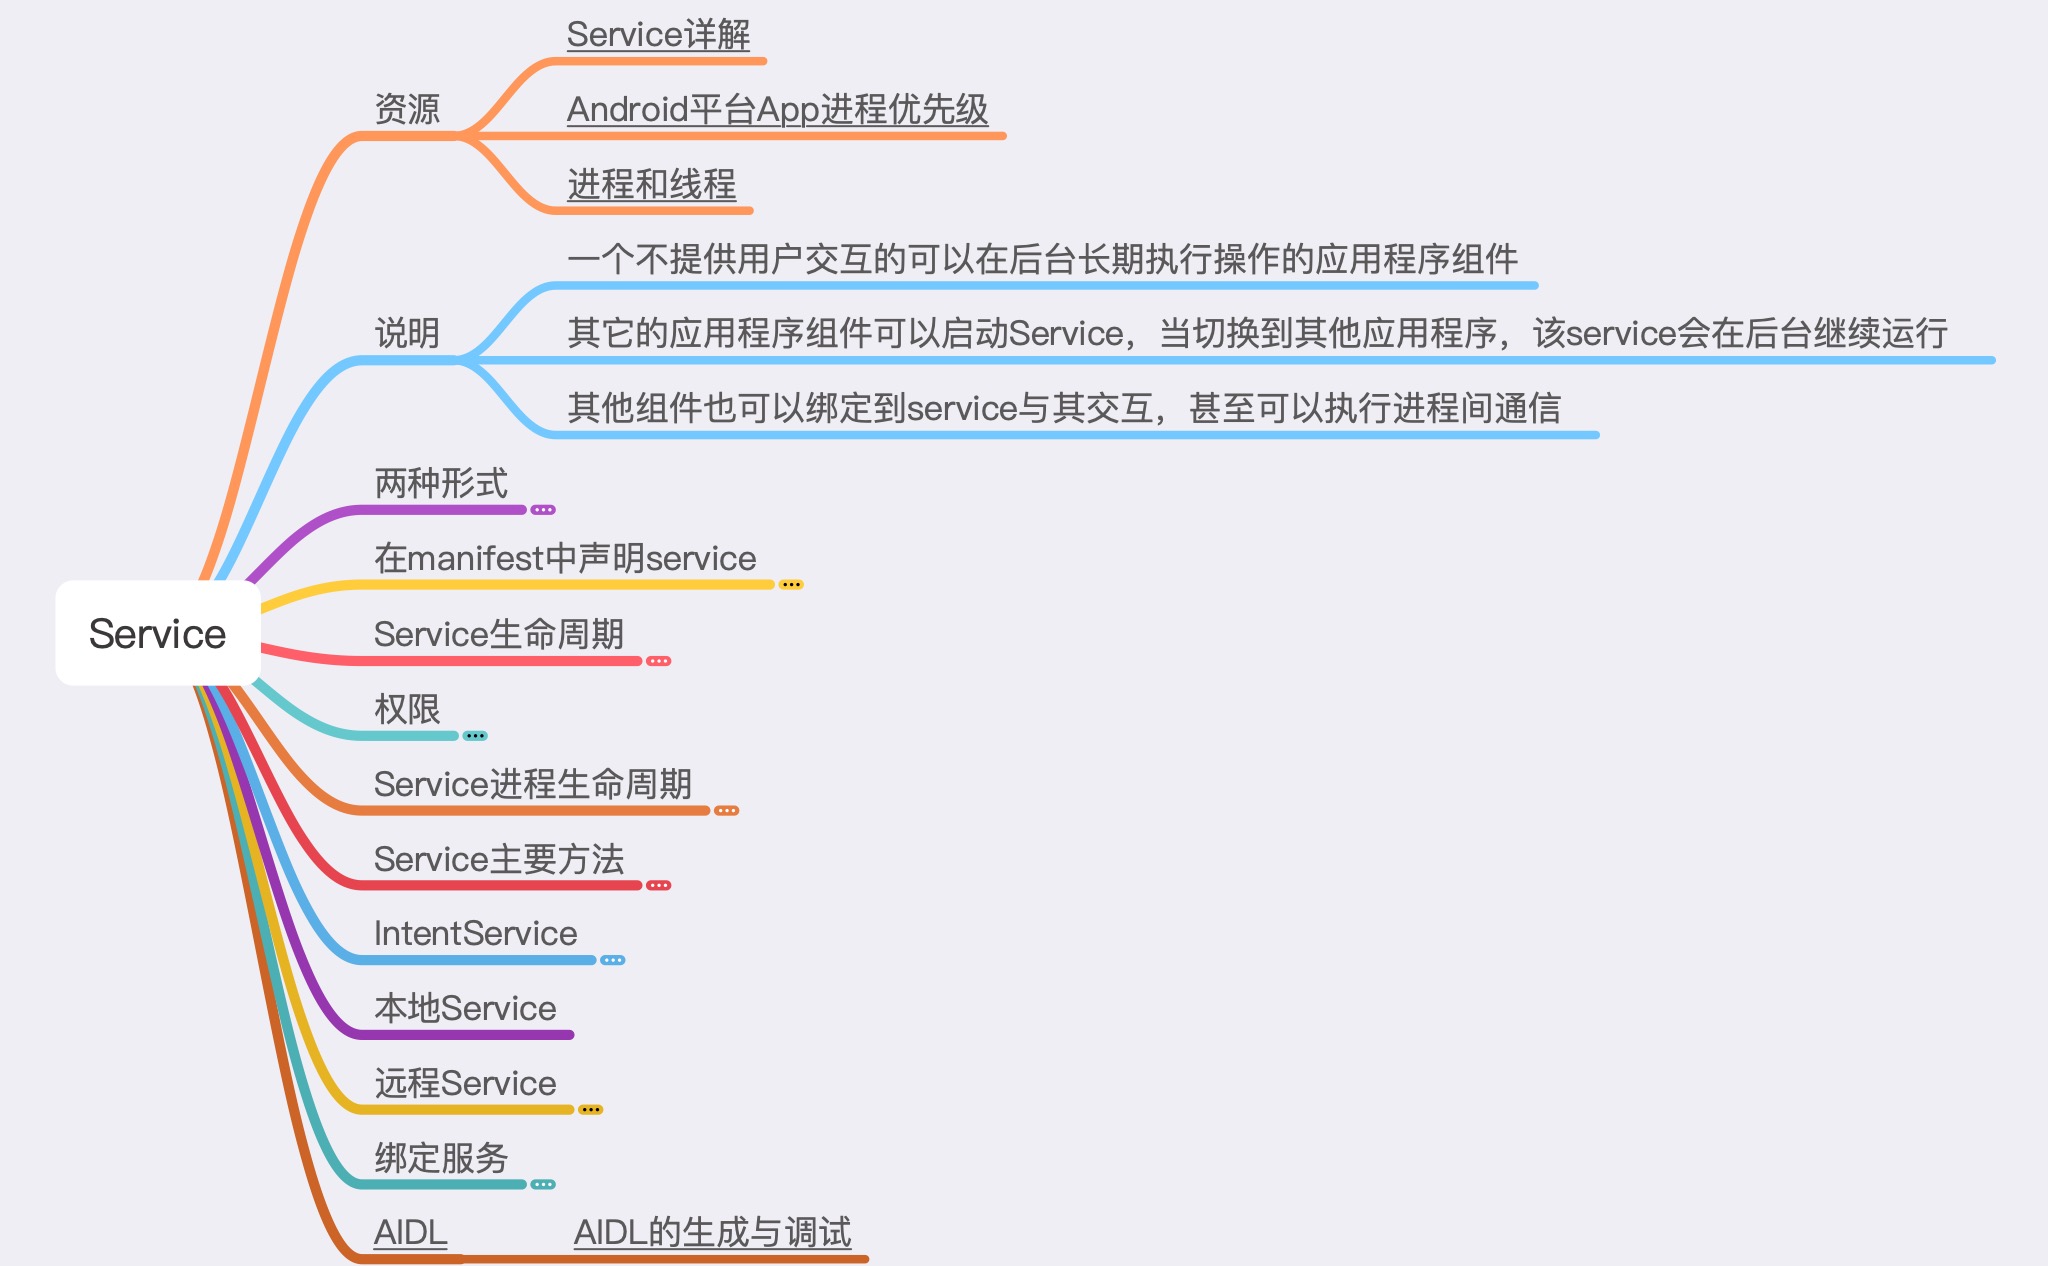 Service详解
资源
Android平台App进程优先级
进程和线程
一个不提供用户交互的可以在后台长期执行操作的应用程序组件
说明
其它的应用程序组件可以启动Service，当切换到其他应用程序，该service会在后台继续运行
其他组件也可以绑定到service与其交互，甚至可以执行进程间通信
两种形式
在manifest中声明service
Service
Service生命周期
权限
Service进程生命周期
Service主要方法
IntentService
本地Service
远程Service
绑定服务
AIDL
AIDL的生成与调试